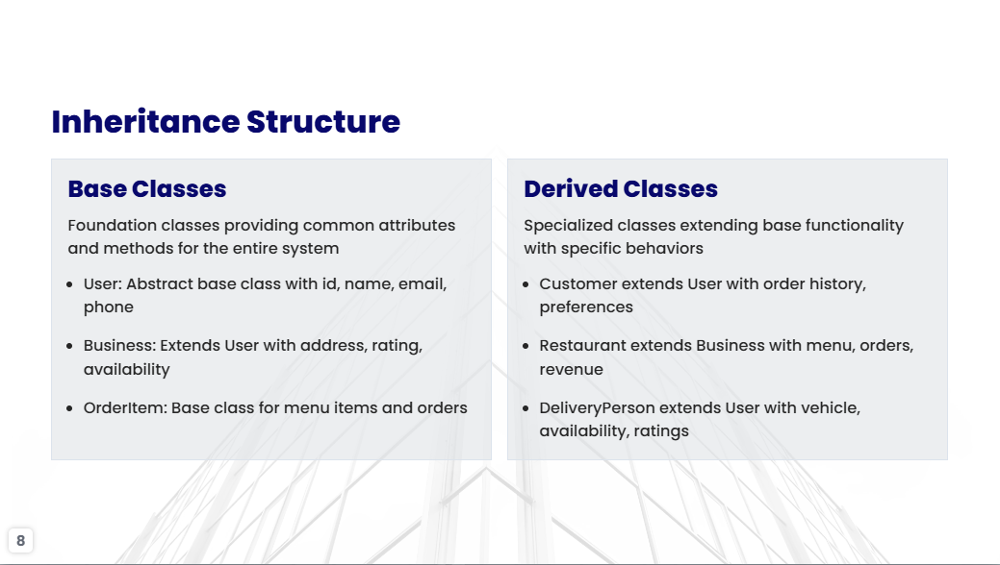 Inheritance Structure
Base Classes
Foundation classes providing common attributes
and methods for the entire system
• User: Abstract base class with id, name, email,
phone
• Business: Extends User with address, rating,
availability
• OrderItem: Base class for menu items and orders
Derived Classes
Specialized classes extending base functionality
with specific behaviors
• Customer extends User with order history,
preferences
• Restaurant extends Business with menu, orders,
revenue
• DeliveryPerson extends User with vehicle,
availability, ratings
8